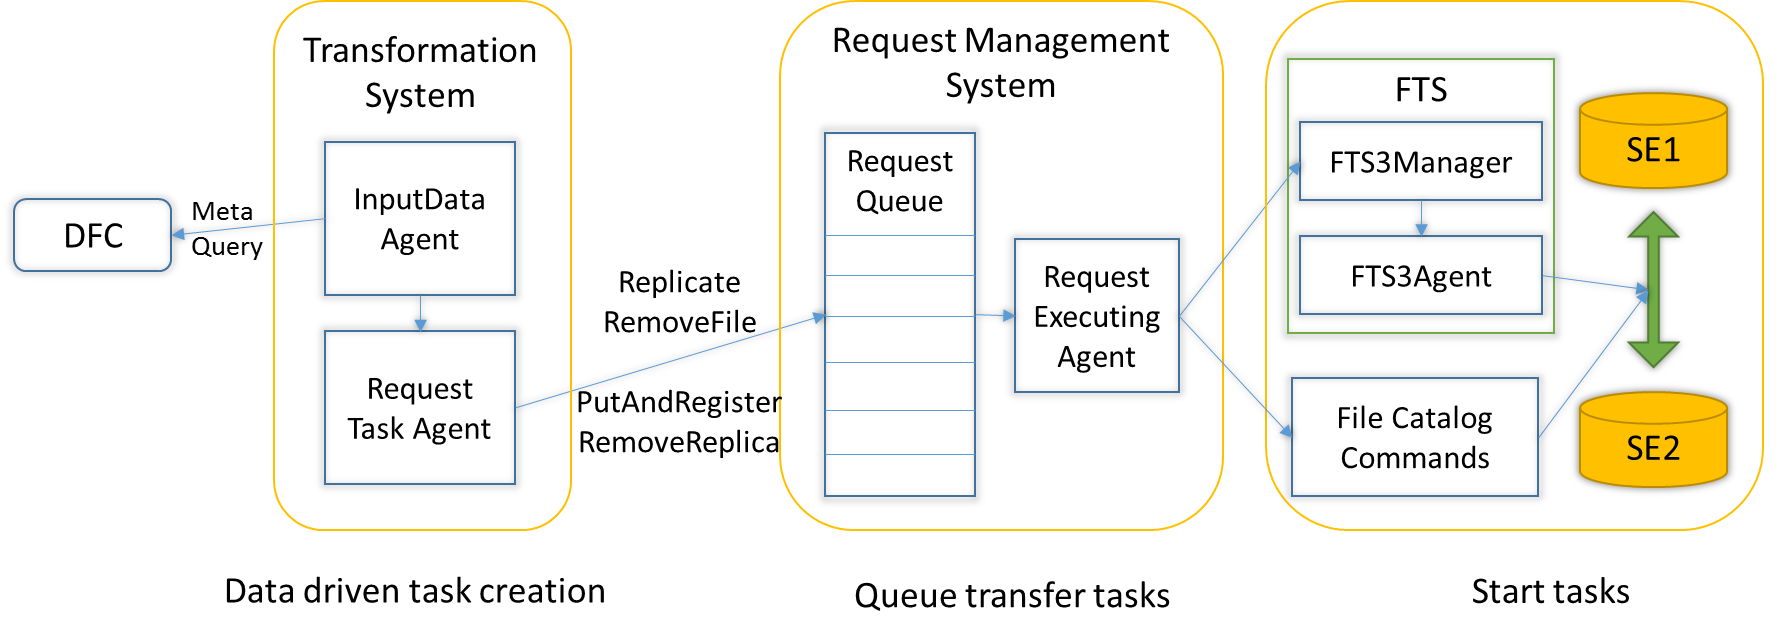 Transformation
System
InputData
Agent
DFC
Meta
Query
Request
Task Agent
Replicate
RemoveFile
PutAndRegister
RemoveReplica
Request Management
System
Request
Queue
Request
Executing
Agent
FTS
FTS3Manager
FTS3Agent
File Catalog
Commands
SE1
SE2
Data driven task creation
Queue transfer tasks
Start tasks